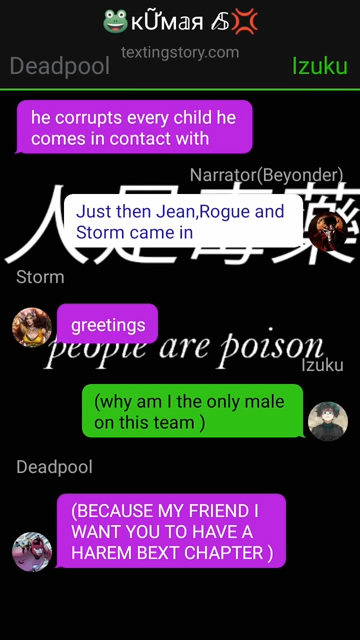 🐸кỮмαя 𝒮💢
textingstory.com
Deadpool
Izuku
he corrupts every child he
comes in contact with
Narrator(Beyonder)
Just then Jean,Rogue and
Storm came in
人是毒藥
Storm
greetings
people are poison
Izuku
(why am I the only male
on this team )
Deadpool
(BECAUSE MY FRIEND I
WANT YOU TO HAVE A
HAREM BEXT CHAPTER )